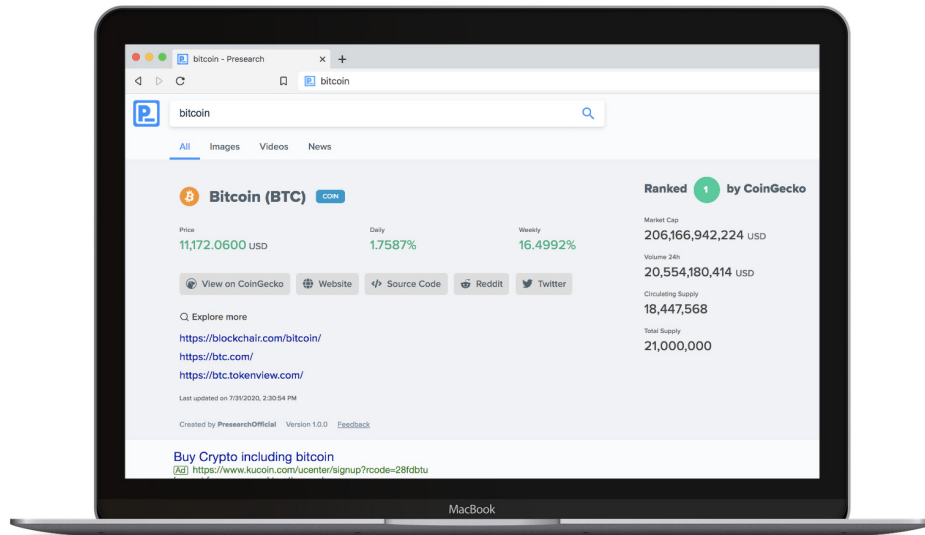 bitcoin - Presearch
bitcoin
P_
bitcoin
All Images Videos News
Bitcoin (BTC) COIN
Ranked 1 by CoinGecko
Price Daily Weekly
11,172.0600 USD 1.7587% 16.4992%
Market Cap
206,166,942,224 USD
Volume 24h
20,554,180,414 USD
Circulating Supply
18,447,568
Total Supply
21,000,000
View on CoinGecko Website </> Source Code Reddit Twitter
Explore more
https://blockchair.com/bitcoin/
https://btc.com/
https://btc.tokenview.com/
Last updated on 7/31/2020, 2:30:54 PM
Created by PresearchOfficial Version 1.0.0 Feedback
Buy Crypto including bitcoin
Ad https://www.kucoin.com/ucenter/signup?rcode=28fdbtu
MacBook